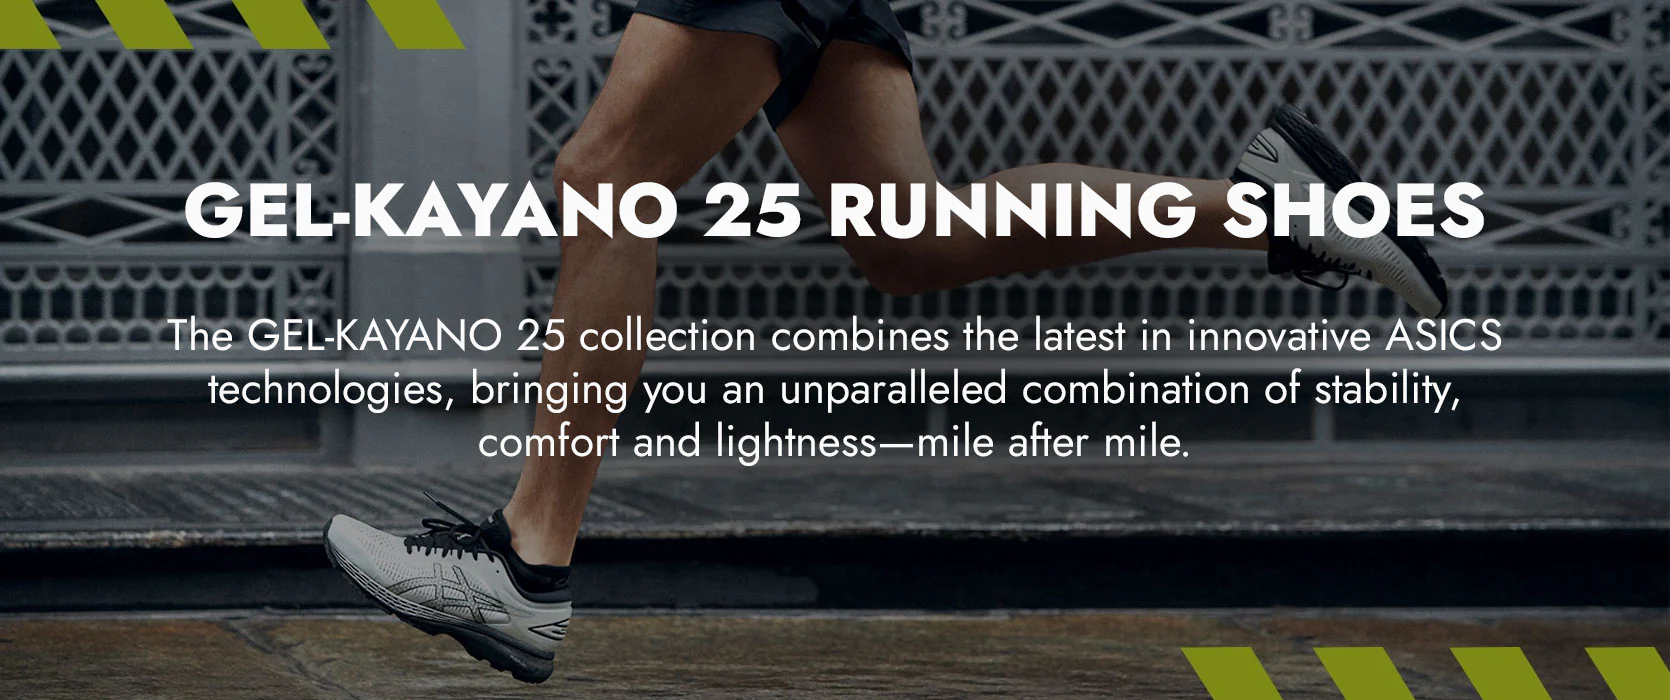 GEL-KAYANO 25 RUNNING SHOES
The GEL-KAYANO 25 collection combines the latest in innovative ASICS
technologies, bringing you an unparalleled combination of stability,
comfort and lightness—mile after mile.